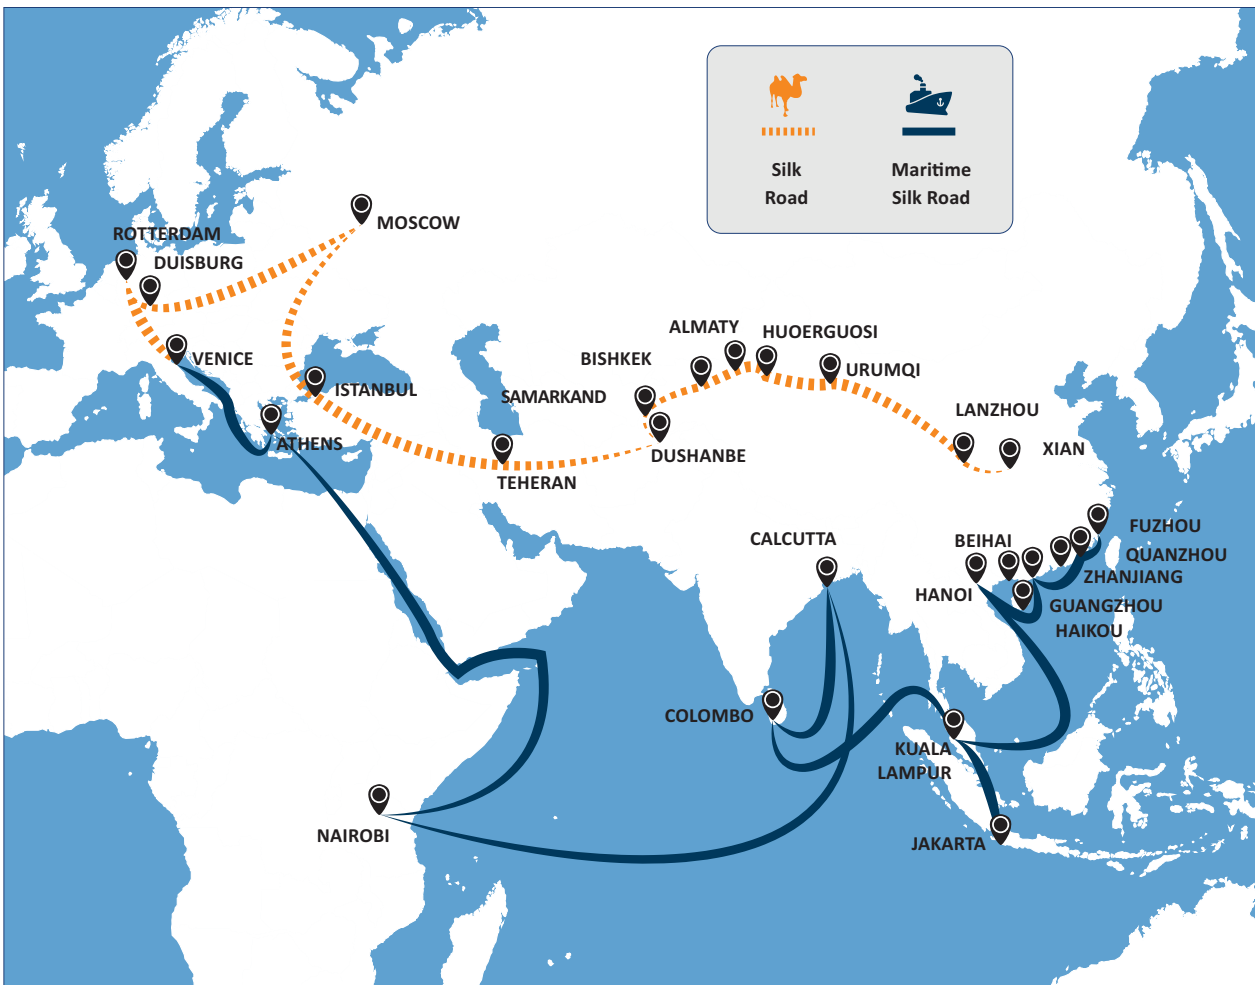 Silk
Road
Maritime
Silk Road
MOSCOW
ROTTERDAM
DUISBURG
VENICE
ISTANBUL
ATHENS
TEHERAN
SAMARKAND
BISHKEK
ALMATY
HUOERGUOSI
URUMQI
DUSHANBE
LANZHOU
XIAN
CALCUTTA
BEIHAI
HANOI
FUZHOU
QUANZHOU
ZHANJIANG
GUANGZHOU
HAIKOU
COLOMBO
KUALA
LAMPUR
NAIROBI
JAKARTA